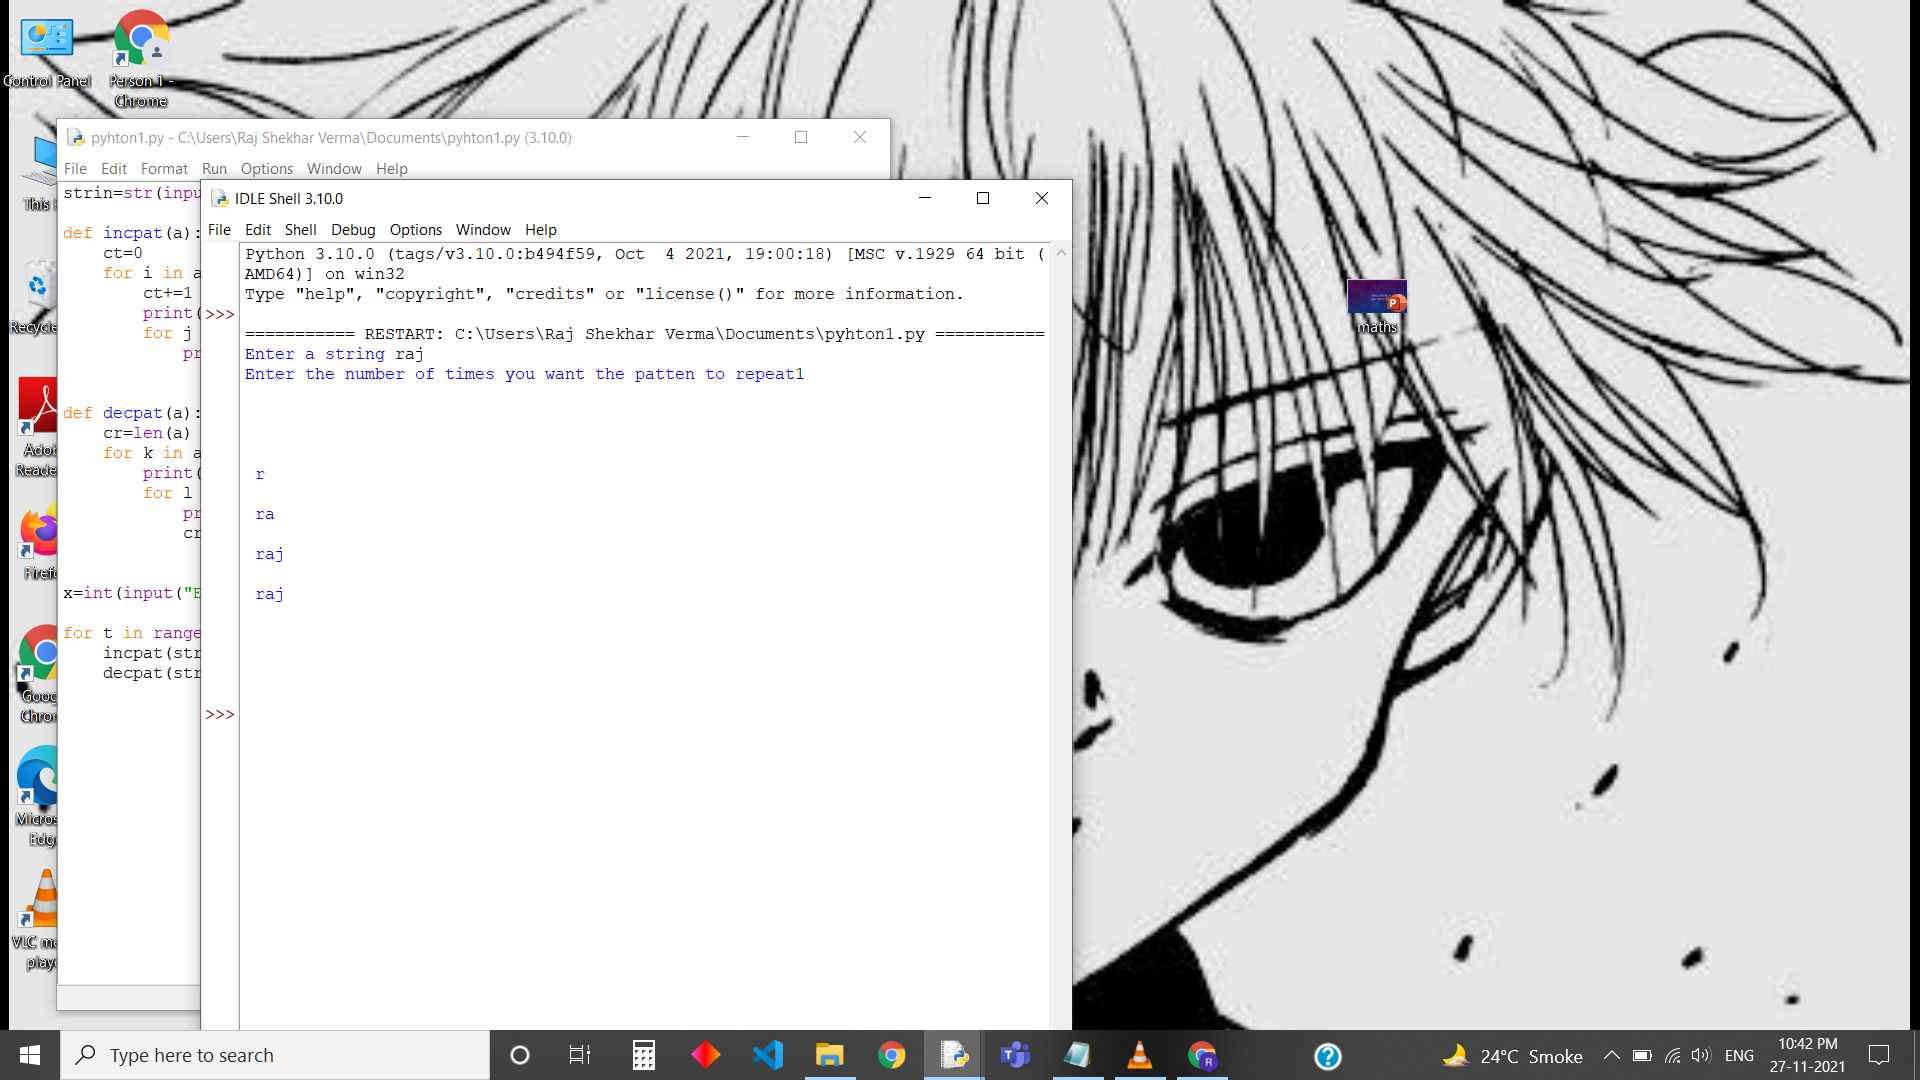 Control Panel
Person 1 -
Chrome
This
Recycle
Adob
Reade
Firefo
Goog
Chron
Micros
Edg
VLC me
playe
maths
pyhton1.py - C:\Users\Raj Shekhar Verma\Documents\pyhton1.py (3.10.0)
File Edit Format Run Options Window Help
strin=str(inpu
def incpat(a):
ct=0
for i in a
ct+=1
print(
for j
pr
def decpat(a):
cr=len(a)
for k in a
print(
for l
pr
cr
x=int(input("E
for t in range
incpat(str
decpat(str
IDLE Shell 3.10.0
File Edit Shell Debug Options Window Help
Python 3.10.0 (tags/v3.10.0:b494f59, Oct  4 2021, 19:00:18) [MSC v.1929 64 bit (
AMD64)] on win32
Type "help", "copyright", "credits" or "license()" for more information.
>>>
=========== RESTART: C:\Users\Raj Shekhar Verma\Documents\pyhton1.py ===========
Enter a string raj
Enter the number of times you want the patten to repeat1
r
ra
raj
raj
>>>
Type here to search
24°C Smoke
ENG
10:42 PM
27-11-2021